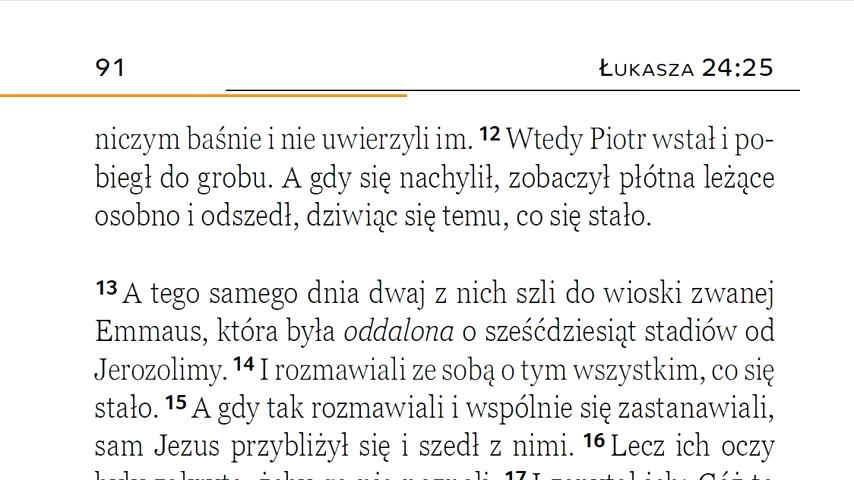 91
Łukasza 24:25
niczym baśnie i nie uwierzyli im. 12 Wtedy Piotr wstał i po-
biegł do grobu. A gdy się nachylił, zobaczył płótna leżące
osobno i odszedł, dziwiąc się temu, co się stało.
13 A tego samego dnia dwaj z nich szli do wioski zwanej
Emmaus, która była oddalona o sześćdziesiąt stadiów od
Jerozolimy. 14 I rozmawiali ze sobą o tym wszystkim, co się
stało. 15 A gdy tak rozmawiali i wspólnie się zastanawiali,
sam Jezus przybliżył się i szedł z nimi. 16 Lecz ich oczy
17 I